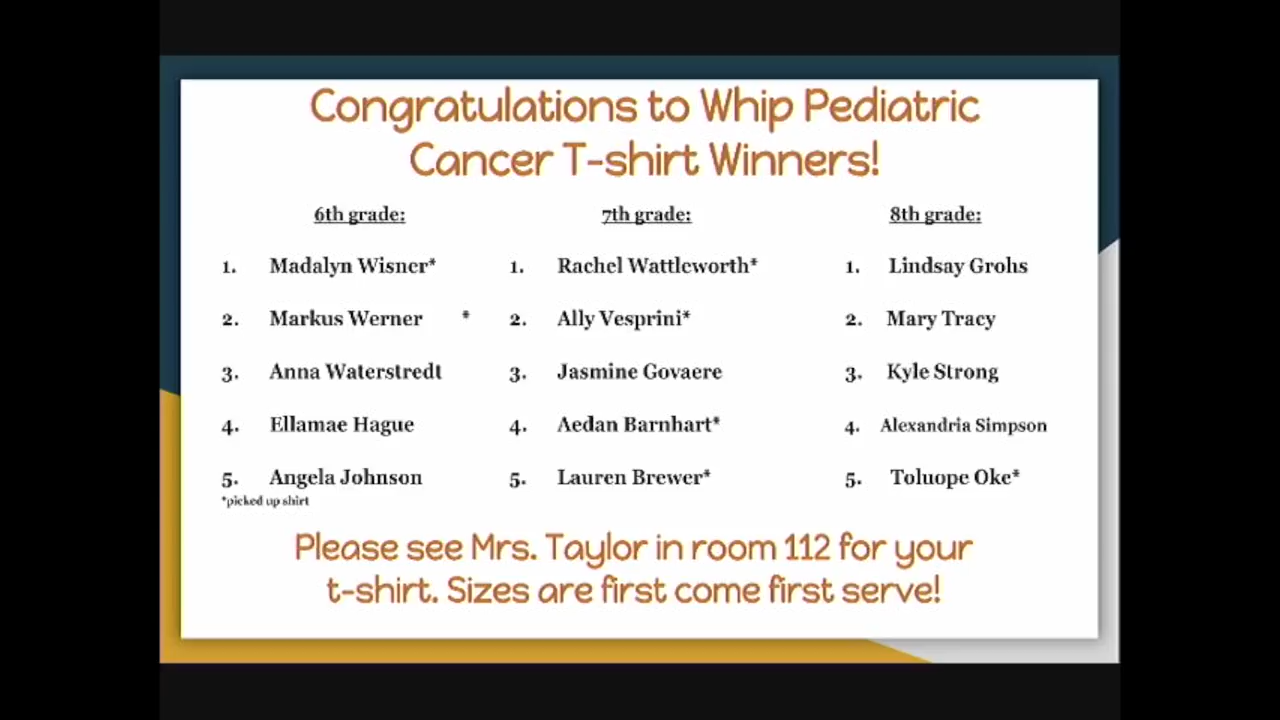 Congratulations to Whip Pediatric
Cancer T-shirt Winners!
6th grade:
1. Madalyn Wisner*
2. Markus Werner *
3. Anna Waterstredt
4. Ellamae Hague
5. Angela Johnson
*picked up shirt
7th grade:
1. Rachel Wattleworth*
2. Ally Vesprini*
3. Jasmine Govaere
4. Aedan Barnhart*
5. Lauren Brewer*
8th grade:
1. Lindsay Grohs
2. Mary Tracy
3. Kyle Strong
4. Alexandria Simpson
5. Toluope Oke*
Please see Mrs. Taylor in room 112 for your
t-shirt. Sizes are first come first serve!